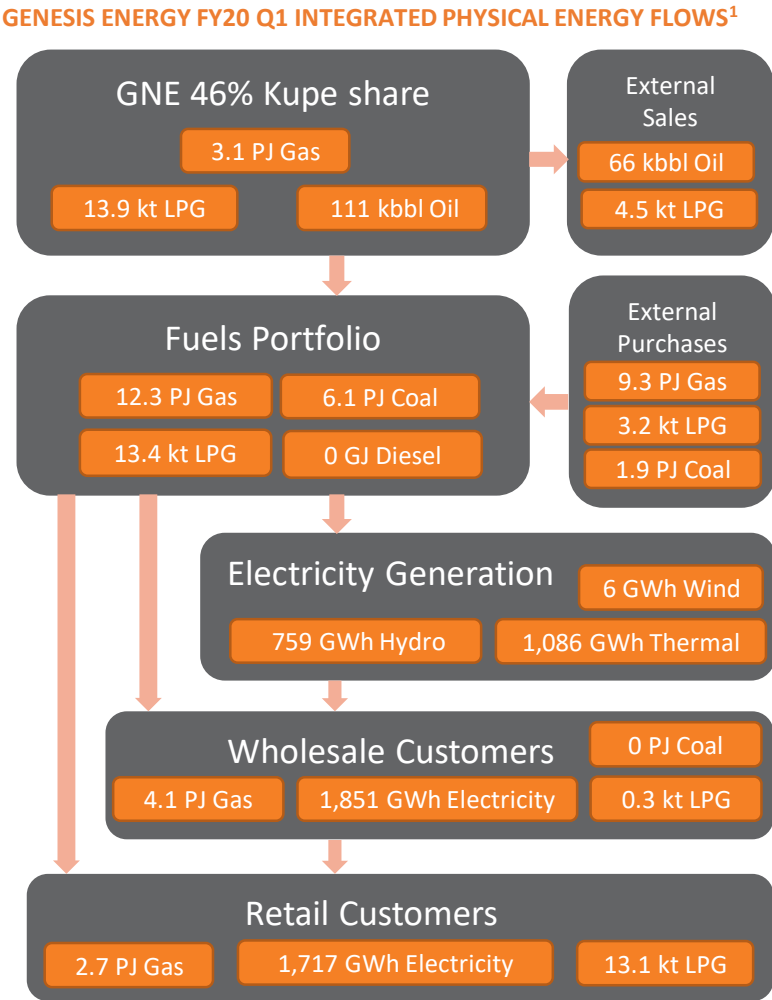 GENESIS ENERGY FY20 Q1 INTEGRATED PHYSICAL ENERGY FLOWS1
GNE 46% Kupe share
3.1 PJ Gas
13.9 kt LPG
111 kbbl Oil
External
Sales
66 kbbl Oil
4.5 kt LPG
Fuels Portfolio
12.3 PJ Gas
6.1 PJ Coal
13.4 kt LPG
0 GJ Diesel
External
Purchases
9.3 PJ Gas
3.2 kt LPG
1.9 PJ Coal
Electricity Generation
6 GWh Wind
759 GWh Hydro
1,086 GWh Thermal
Wholesale Customers
0 PJ Coal
4.1 PJ Gas
1,851 GWh Electricity
0.3 kt LPG
Retail Customers
2.7 PJ Gas
1,717 GWh Electricity
13.1 kt LPG